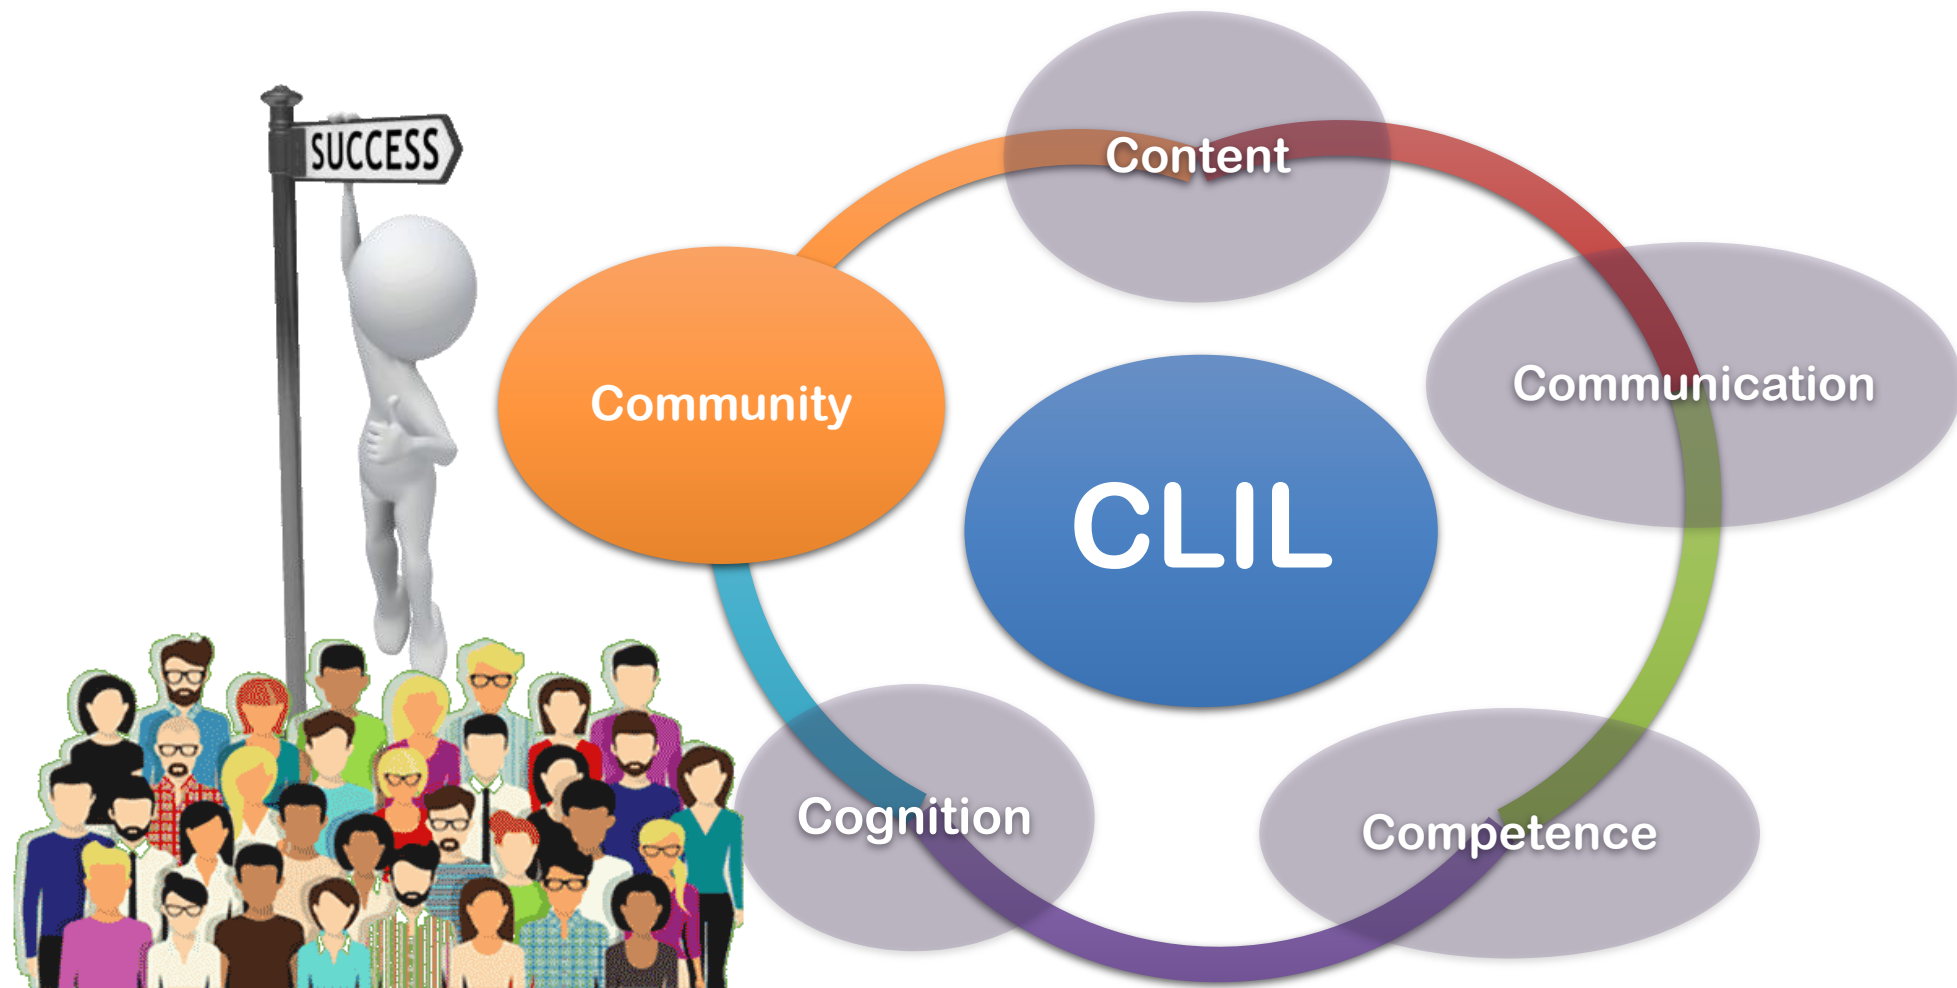 SUCCESS
Content
Communication
Community
CLIL
Cognition
Competence